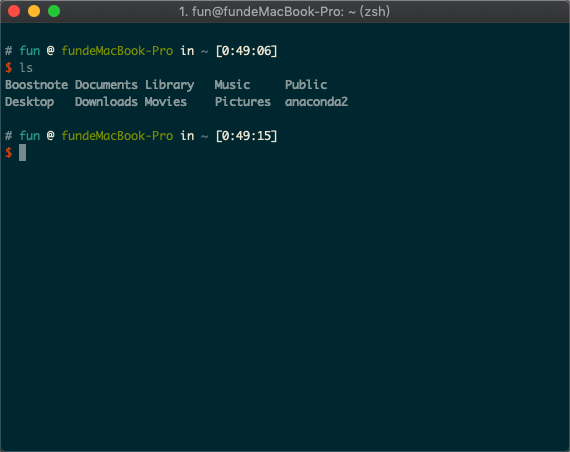 1. fun@fundeMacBook-Pro: ~ (zsh)
# fun @ fundeMacBook-Pro in ~ [0:49:06]
$ ls
Boostnote Documents Library   Music     Public
Desktop   Downloads Movies    Pictures  anaconda2
# fun @ fundeMacBook-Pro in ~ [0:49:15]
$